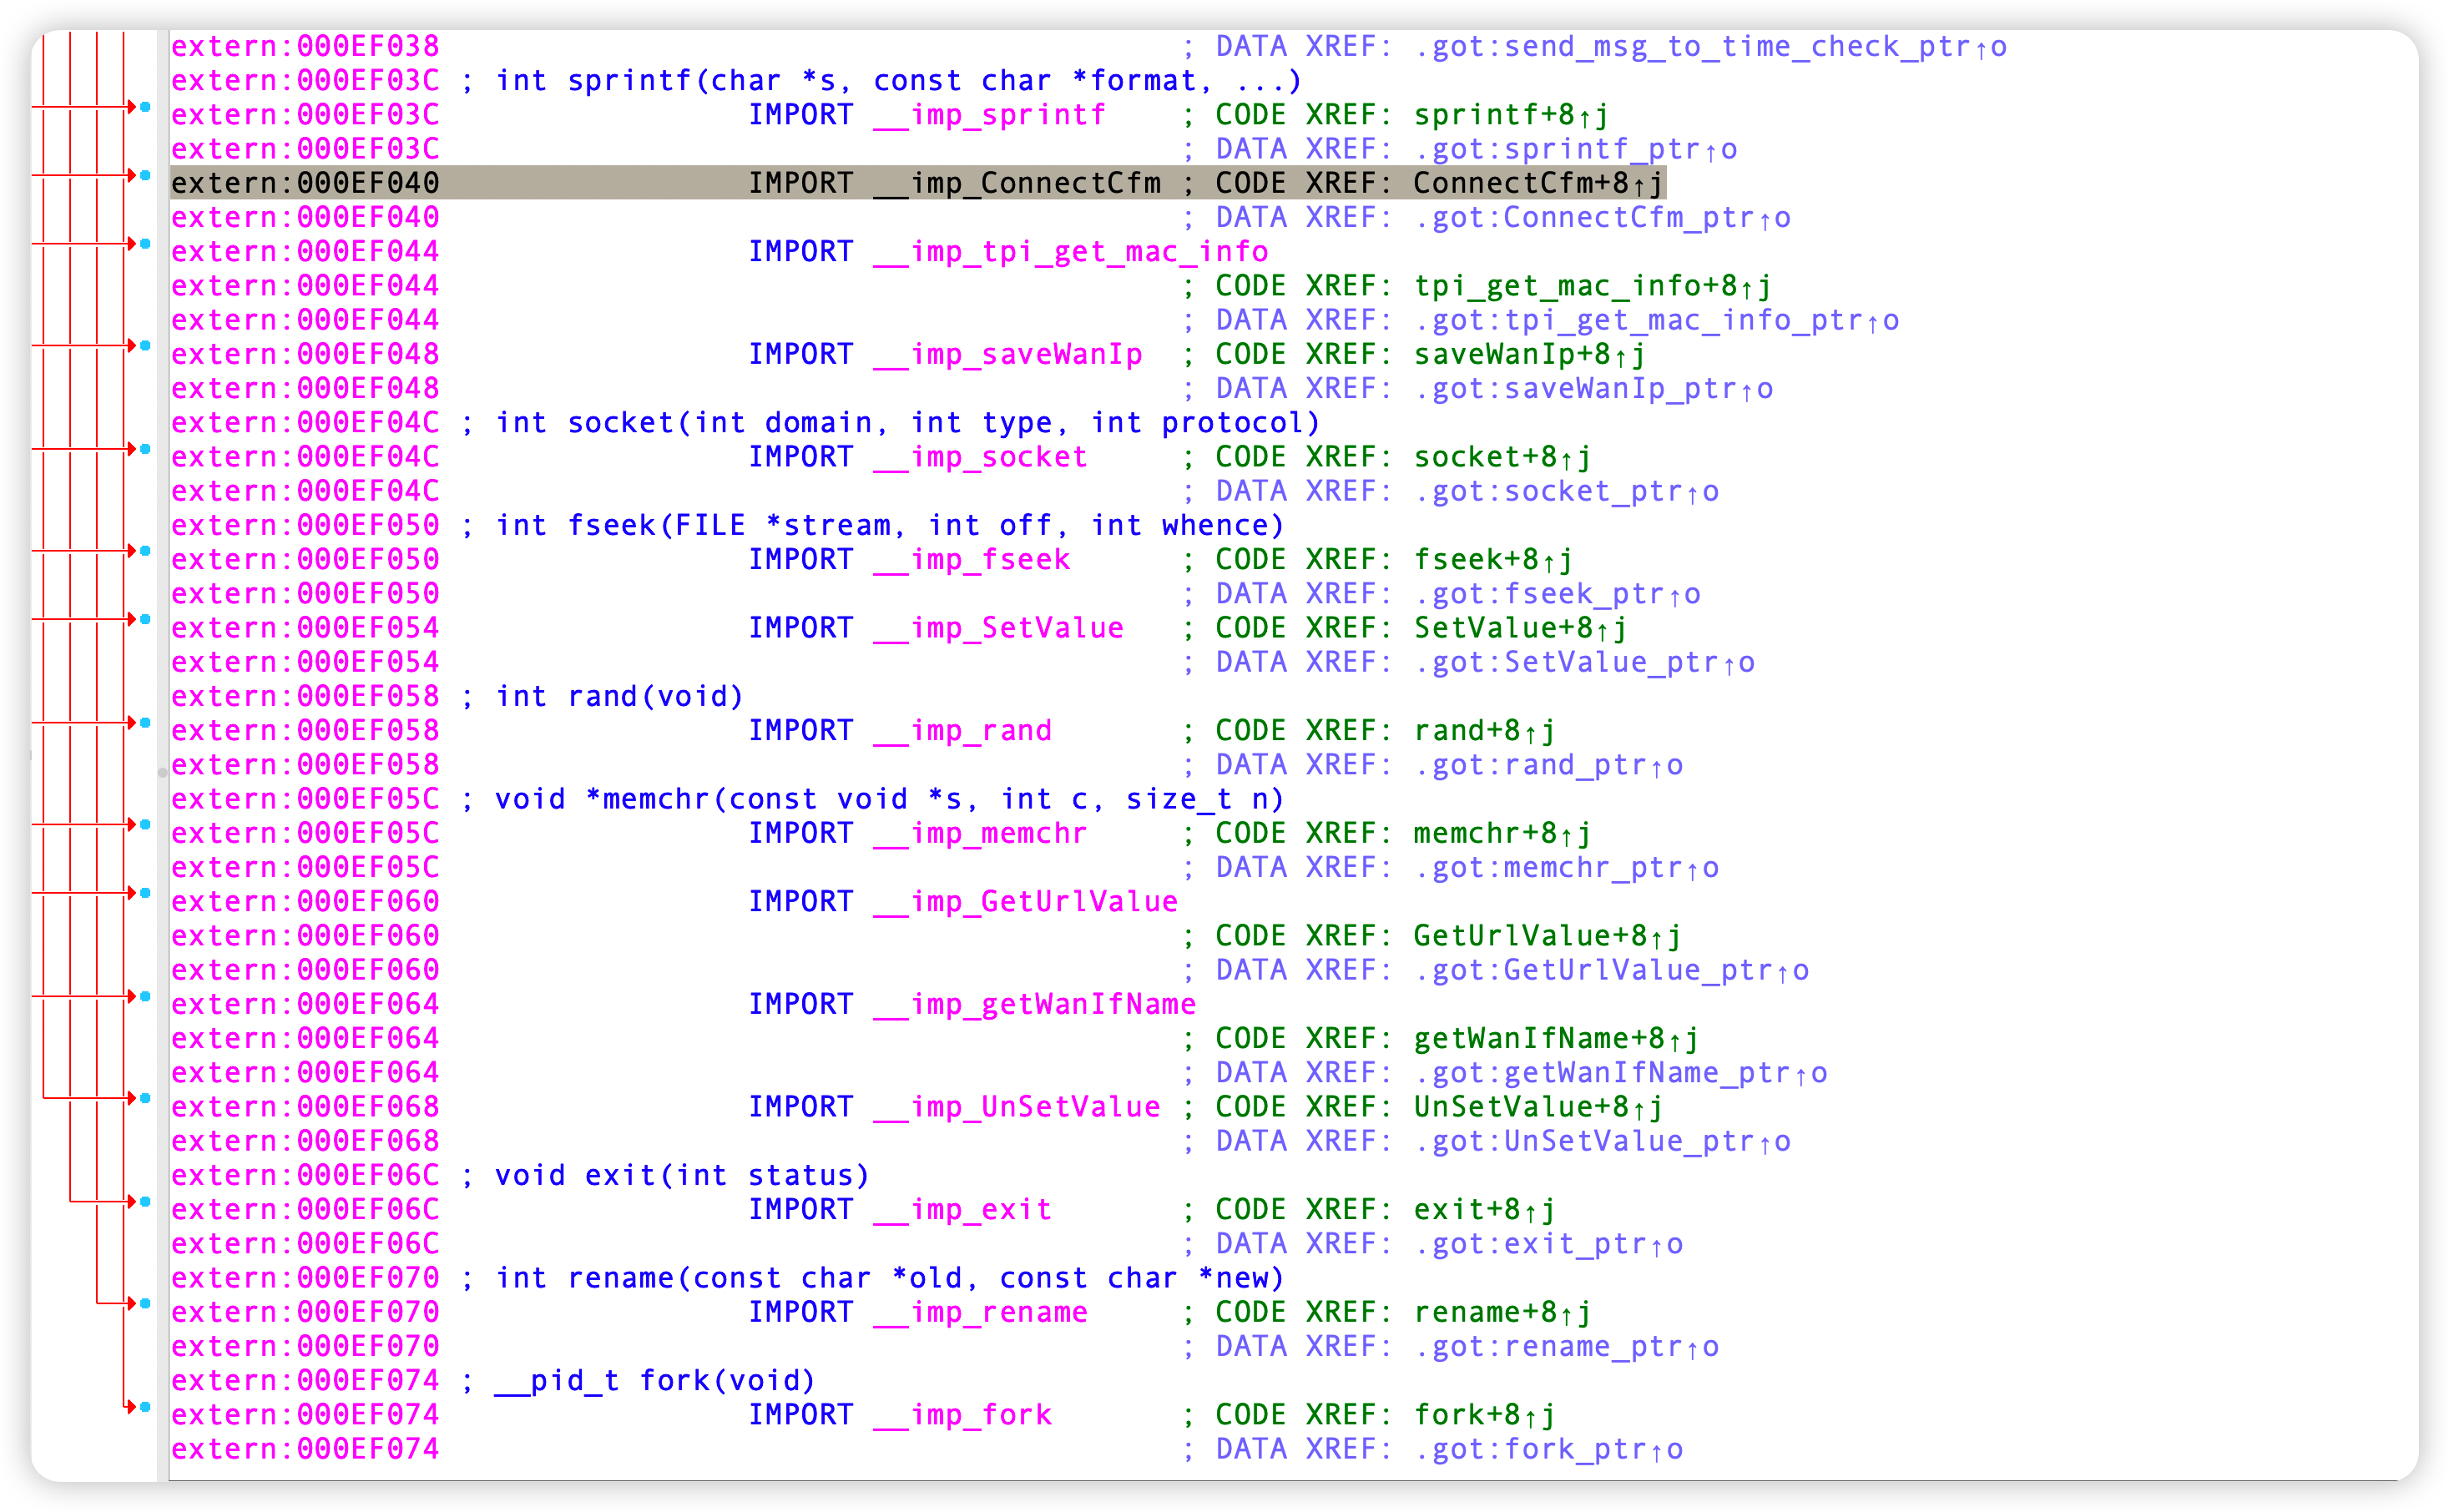 extern:000EF038 ; DATA XREF: .got:send_msg_to_time_check_ptr↑o
extern:000EF03C ; int sprintf(char *s, const char *format, ...)
extern:000EF03C IMPORT __imp_sprintf ; CODE XREF: sprintf+8↑j
extern:000EF03C ; DATA XREF: .got:sprintf_ptr↑o
extern:000EF040 IMPORT __imp_ConnectCfm ; CODE XREF: ConnectCfm+8↑j
extern:000EF040 ; DATA XREF: .got:ConnectCfm_ptr↑o
extern:000EF044 IMPORT __imp_tpi_get_mac_info
extern:000EF044 ; CODE XREF: tpi_get_mac_info+8↑j
extern:000EF044 ; DATA XREF: .got:tpi_get_mac_info_ptr↑o
extern:000EF048 IMPORT __imp_saveWanIp ; CODE XREF: saveWanIp+8↑j
extern:000EF048 ; DATA XREF: .got:saveWanIp_ptr↑o
extern:000EF04C ; int socket(int domain, int type, int protocol)
extern:000EF04C IMPORT __imp_socket ; CODE XREF: socket+8↑j
extern:000EF04C ; DATA XREF: .got:socket_ptr↑o
extern:000EF050 ; int fseek(FILE *stream, int off, int whence)
extern:000EF050 IMPORT __imp_fseek ; CODE XREF: fseek+8↑j
extern:000EF050 ; DATA XREF: .got:fseek_ptr↑o
extern:000EF054 IMPORT __imp_SetValue ; CODE XREF: SetValue+8↑j
extern:000EF054 ; DATA XREF: .got:SetValue_ptr↑o
extern:000EF058 ; int rand(void)
extern:000EF058 IMPORT __imp_rand ; CODE XREF: rand+8↑j
extern:000EF058 ; DATA XREF: .got:rand_ptr↑o
extern:000EF05C ; void *memchr(const void *s, int c, size_t n)
extern:000EF05C IMPORT __imp_memchr ; CODE XREF: memchr+8↑j
extern:000EF05C ; DATA XREF: .got:memchr_ptr↑o
extern:000EF060 IMPORT __imp_GetUrlValue
extern:000EF060 ; CODE XREF: GetUrlValue+8↑j
extern:000EF060 ; DATA XREF: .got:GetUrlValue_ptr↑o
extern:000EF064 IMPORT __imp_getWanIfName
extern:000EF064 ; CODE XREF: getWanIfName+8↑j
extern:000EF064 ; DATA XREF: .got:getWanIfName_ptr↑o
extern:000EF068 IMPORT __imp_UnSetValue ; CODE XREF: UnSetValue+8↑j
extern:000EF068 ; DATA XREF: .got:UnSetValue_ptr↑o
extern:000EF06C ; void exit(int status)
extern:000EF06C IMPORT __imp_exit ; CODE XREF: exit+8↑j
extern:000EF06C ; DATA XREF: .got:exit_ptr↑o
extern:000EF070 ; int rename(const char *old, const char *new)
extern:000EF070 IMPORT __imp_rename ; CODE XREF: rename+8↑j
extern:000EF070 ; DATA XREF: .got:rename_ptr↑o
extern:000EF074 ; __pid_t fork(void)
extern:000EF074 IMPORT __imp_fork ; CODE XREF: fork+8↑j
extern:000EF074 ; DATA XREF: .got:fork_ptr↑o